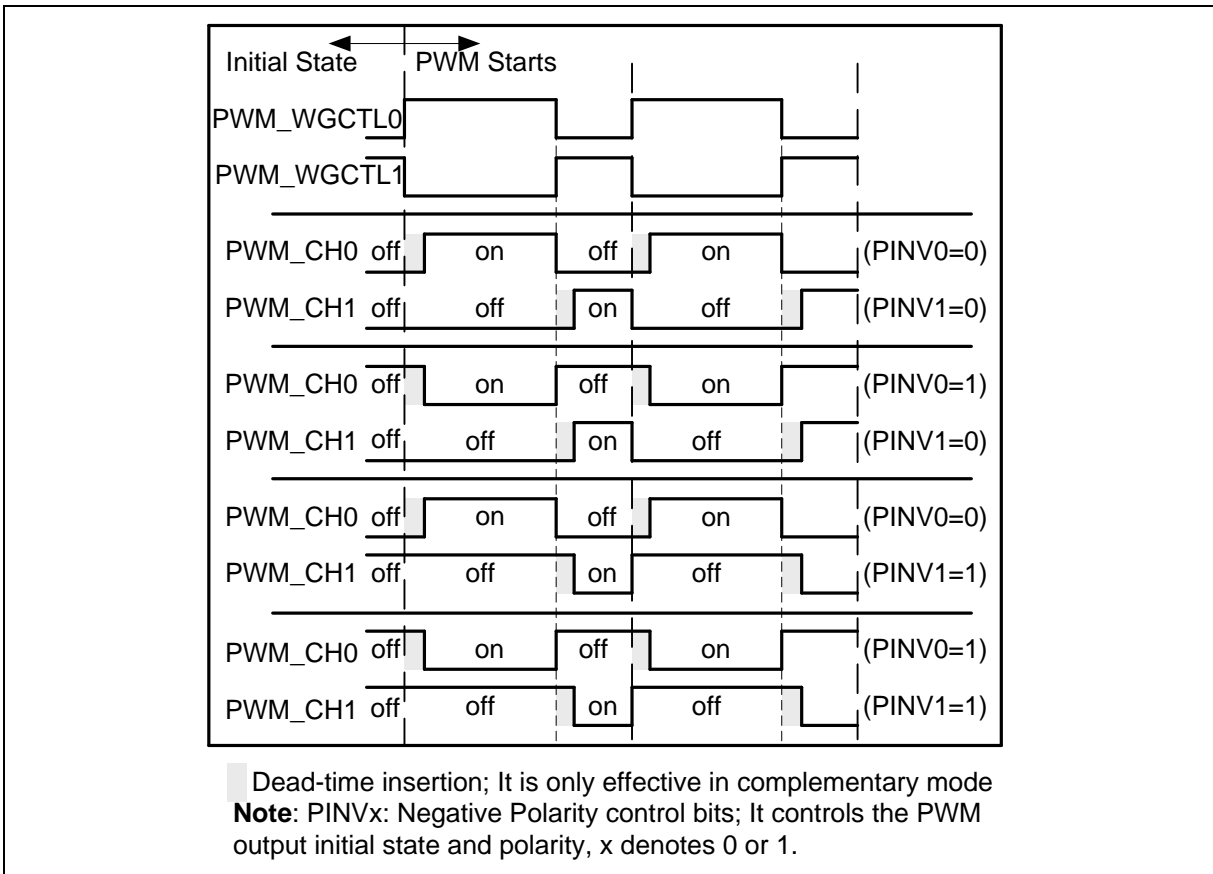 Initial State PWM Starts
PWM_WGCTL0
PWM_WGCTL1
PWM_CH0 off on off on (PINV0=0)
PWM_CH1 off off on off (PINV1=0)
PWM_CH0 off on off on (PINV0=1)
PWM_CH1 off off on off (PINV1=0)
PWM_CH0 off on off on (PINV0=0)
PWM_CH1 off off on off (PINV1=1)
PWM_CH0 off on off on (PINV0=1)
PWM_CH1 off off on off (PINV1=1)
Dead-time insertion; It is only effective in complementary mode
Note: PINVx: Negative Polarity control bits; It controls the PWM
output initial state and polarity, x denotes 0 or 1.